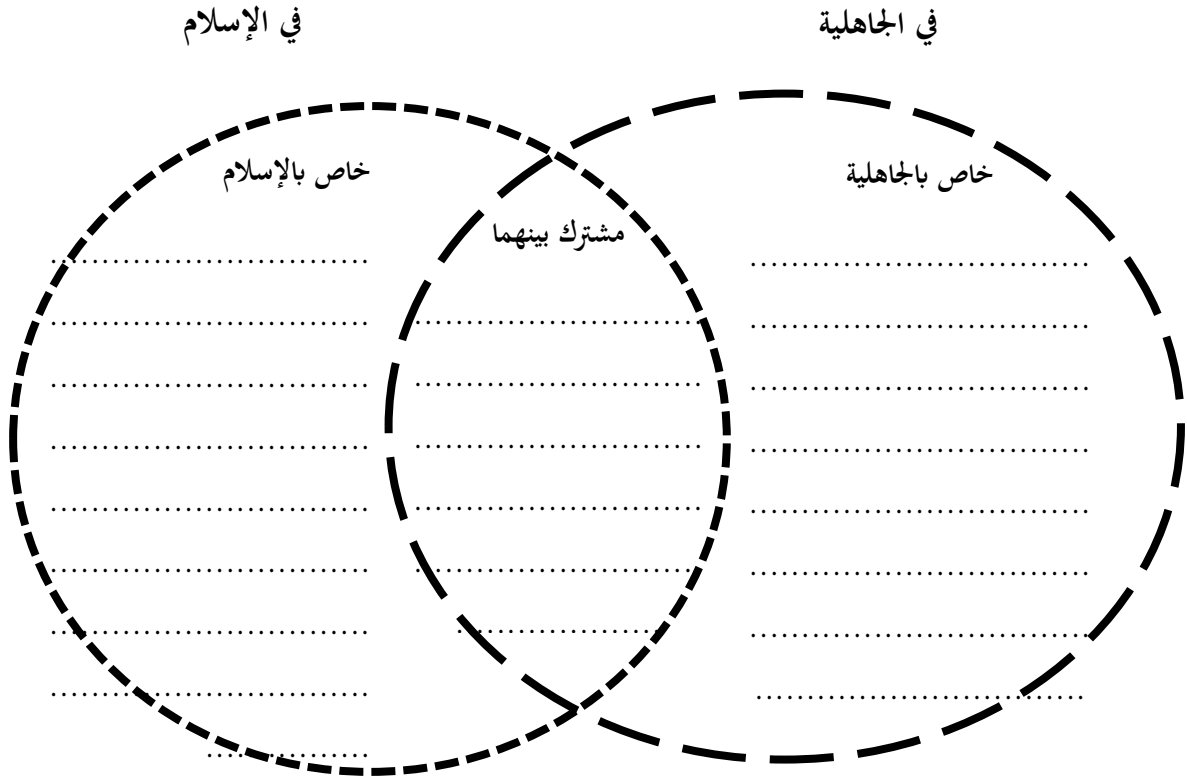 في الجاهلية
في الإسلام
خاص بالجاهلية
خاص بالإسلام
مشترك بينهما